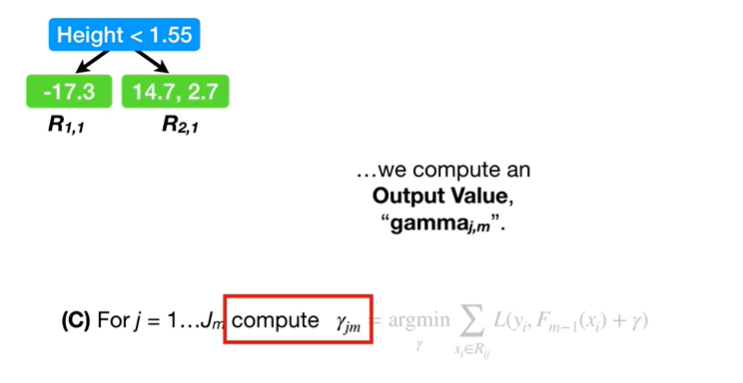 Height < 1.55
-17.3 14.7, 2.7
R1,1 R2,1
...we compute an
Output Value,
“gammaj,m”.
(C) For j = 1...Jm compute γjm = argmin ∑ L(yi, Fm−1(xi) + γ)
γ xi∈Rij